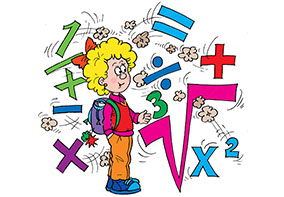 1 =
+ ÷ +
− 3 √
× x²